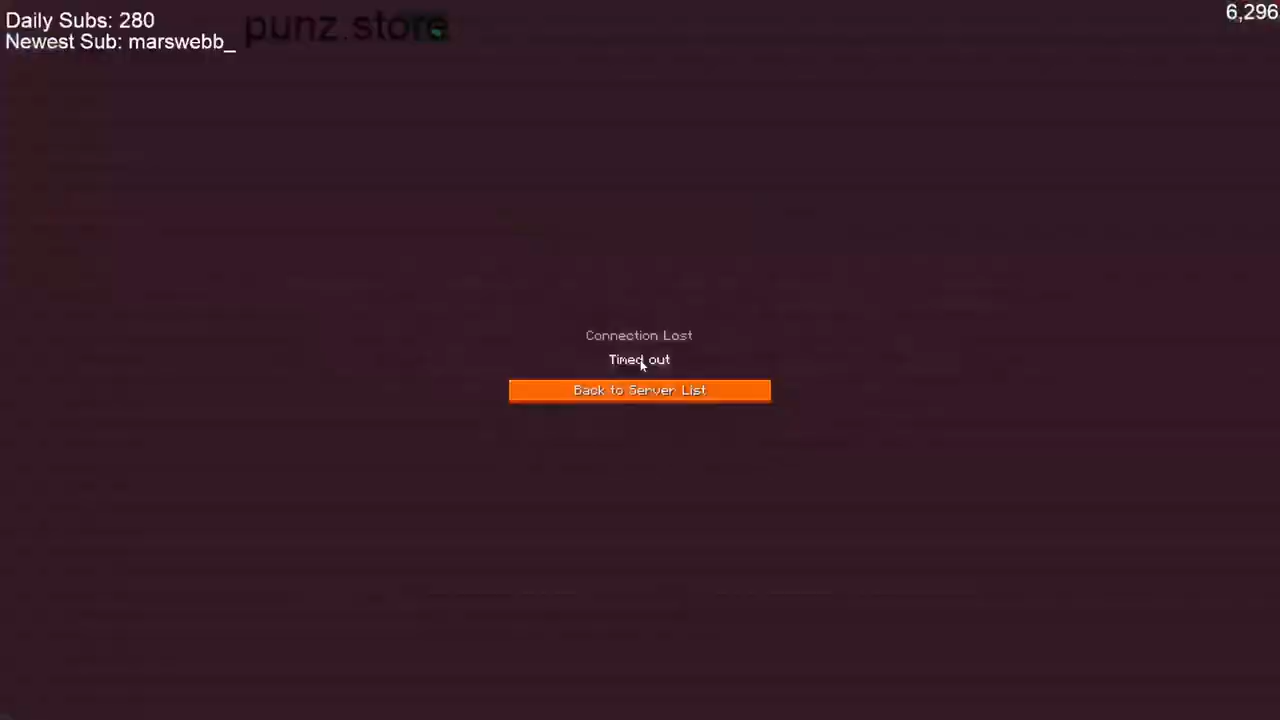 Daily Subs: 280
punz.store
6,296
Newest Sub: marswebb_
Connection Lost
Timed out
Back to Server List